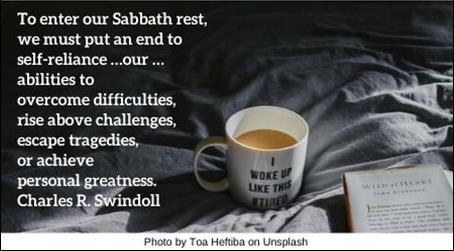 To enter our Sabbath rest,
we must put an end to
self-reliance ...our ...
abilities to
overcome difficulties,
rise above challenges,
escape tragedies,
or achieve
personal greatness.
Charles R. Swindoll
I
WOKE UP
LIKE THIS
#TIRED
WILD at HEART
JOHN ELDREDGE
Photo by Toa Heftiba on Unsplash